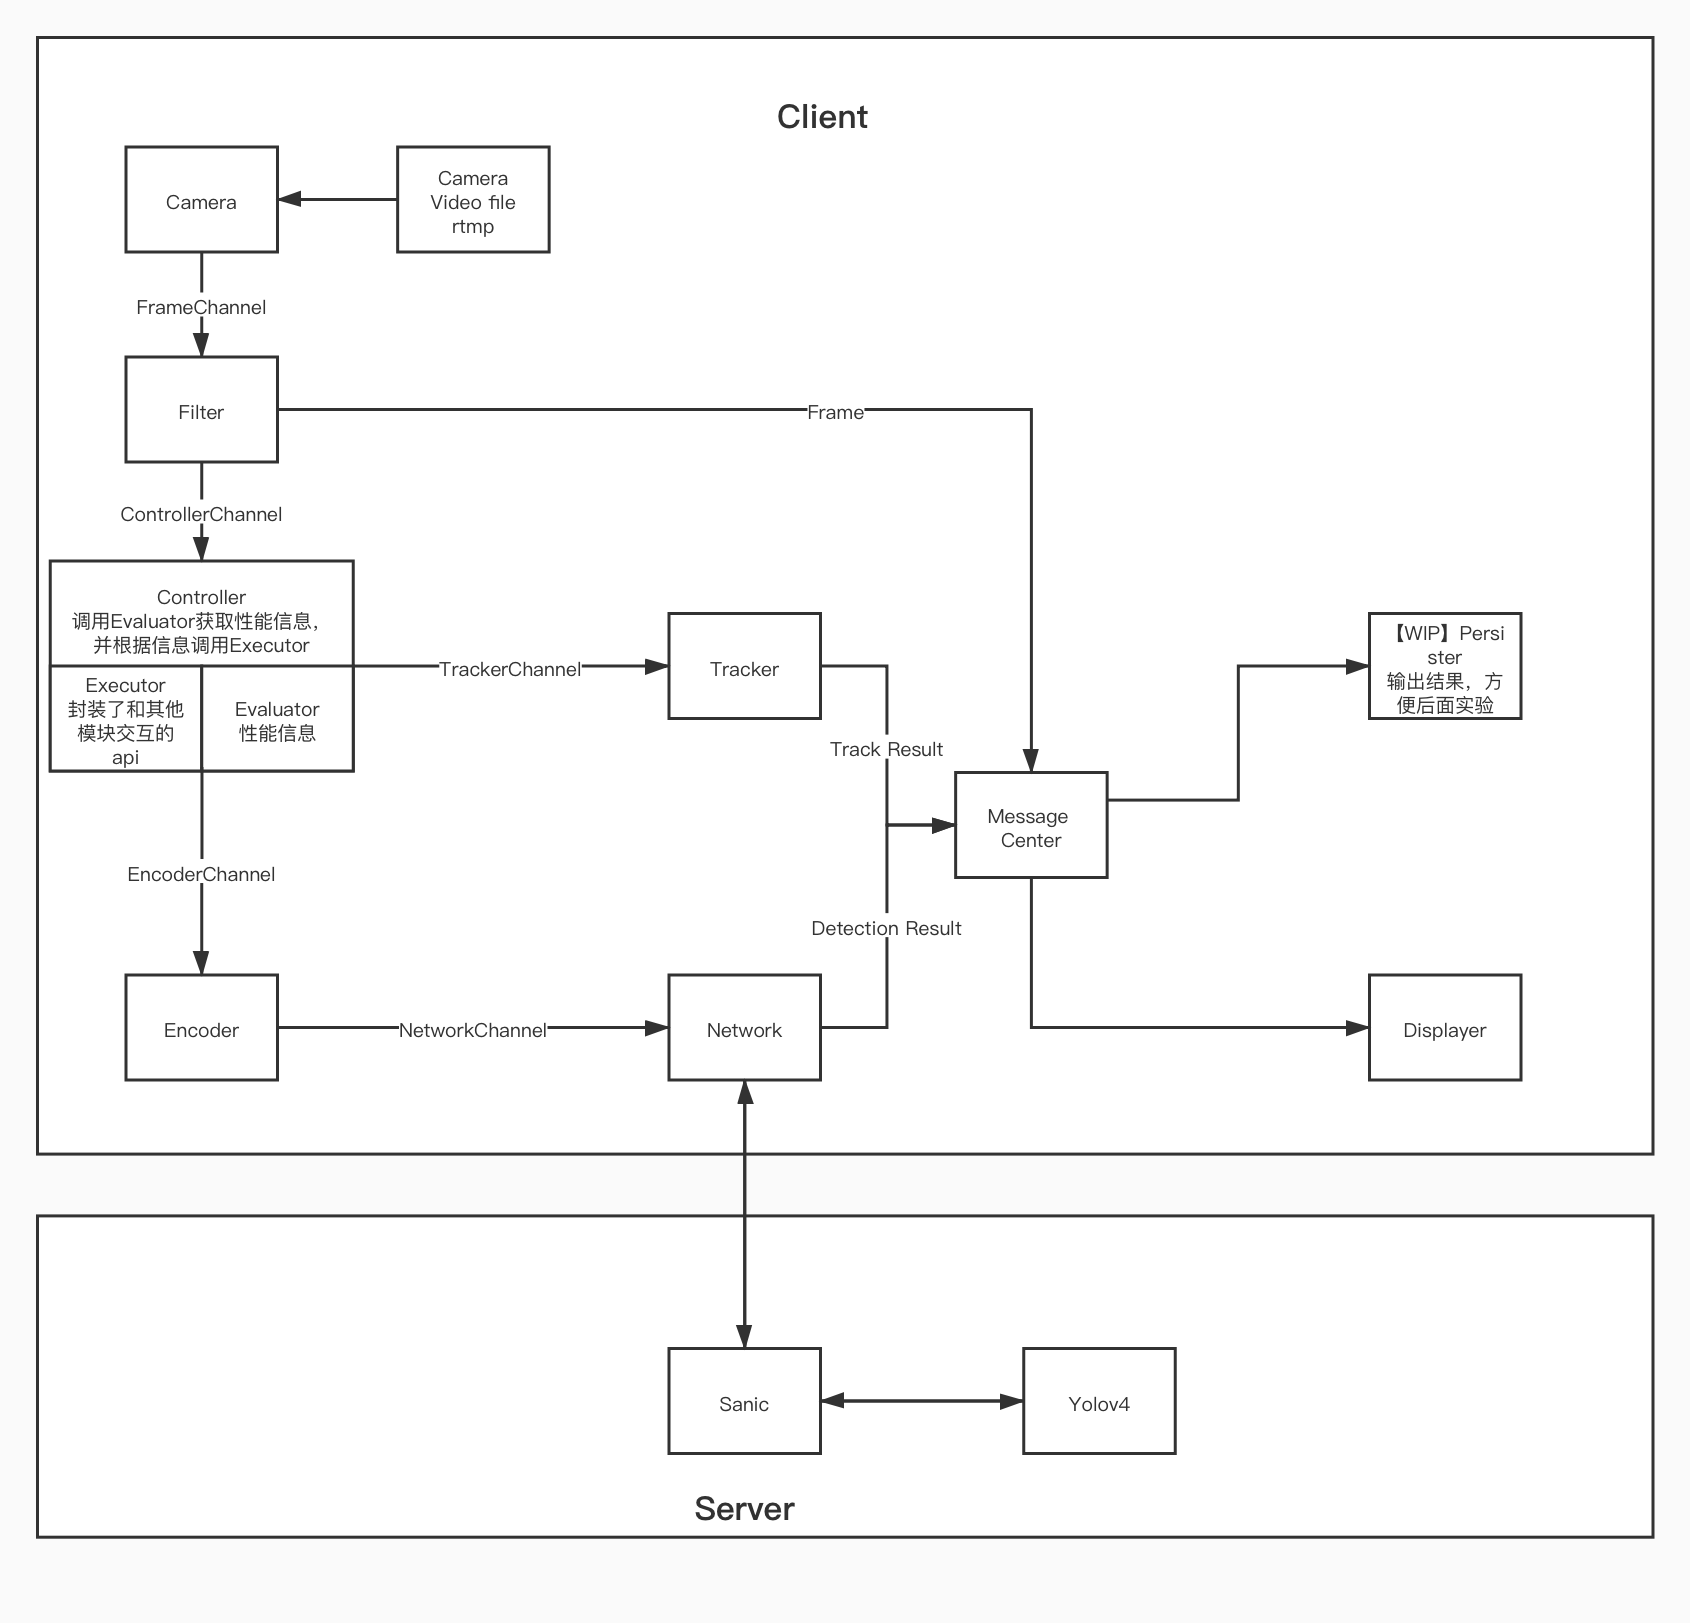 Client
Camera
Camera
Video file
rtmp
FrameChannel
Filter
Frame
ControllerChannel
Controller
调用Evaluator获取性能信息，
并根据信息调用Executor
Executor
封装了和其他
模块交互的
api
Evaluator
性能信息
TrackerChannel
Tracker
Track Result
【WIP】Persi
ster
输出结果，方
便后面实验
Message
Center
EncoderChannel
Detection Result
Encoder
NetworkChannel
Network
Displayer
Sanic
Yolov4
Server